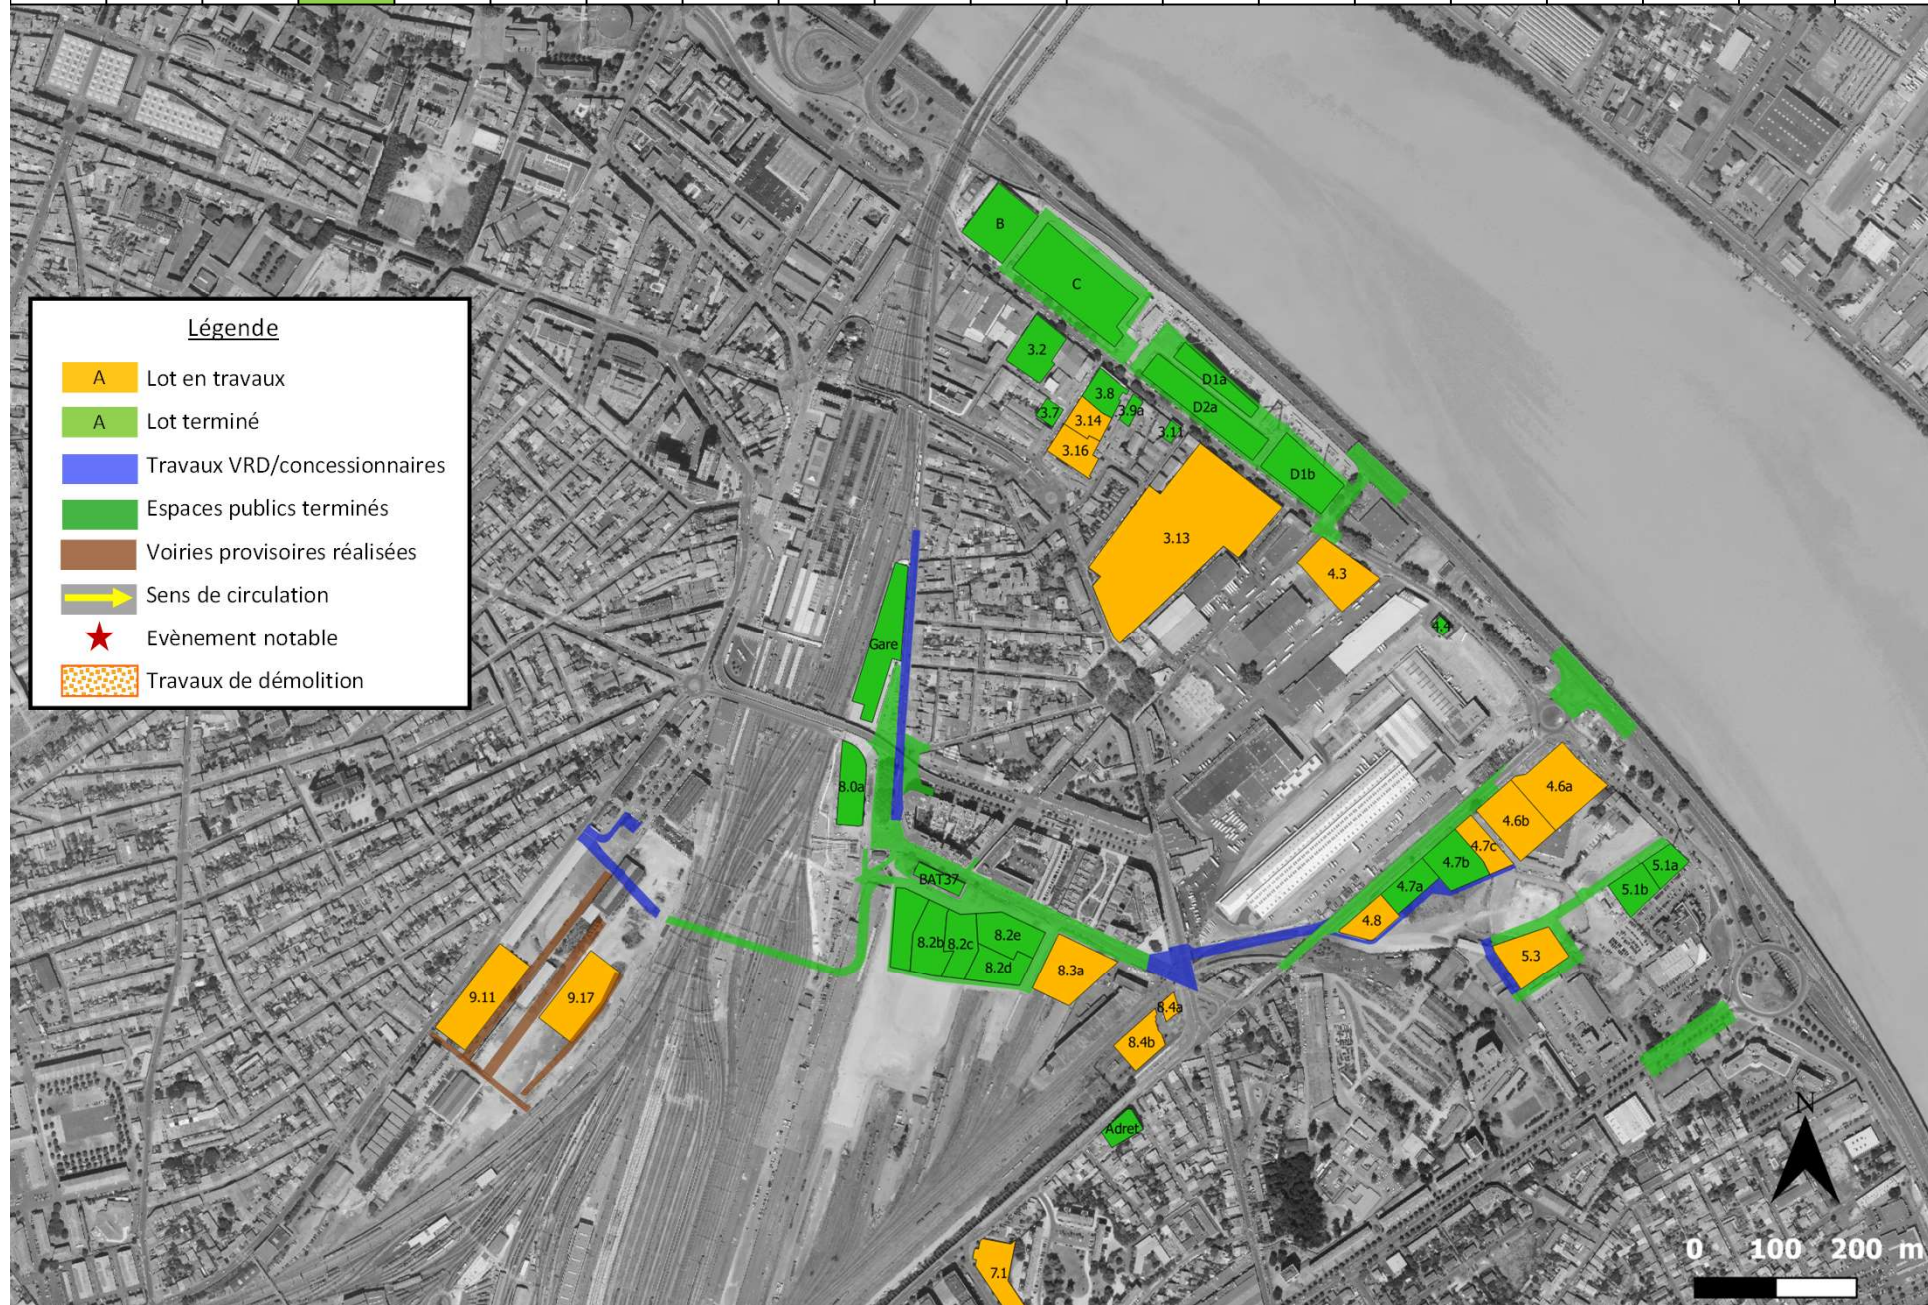 Légende
A Lot en travaux
A Lot terminé
Travaux VRD/concessionnaires
Espaces publics terminés
Voiries provisoires réalisées
Sens de circulation
Evènement notable
Travaux de démolition
B
C
3.2
D1a
3.8
3.7
3.9a
D2a
3.14
3.11
3.16
D1b
3.13
4.3
4.4
Gare
8.0a
4.6a
4.6b
4.7c
4.7b
5.1a
4.7a
5.1b
BAT37
4.8
8.2e
8.2b
8.2c
8.2d
8.3a
5.3
9.11
9.17
8.4a
8.4b
Adret
N
7.1
0 100 200 m